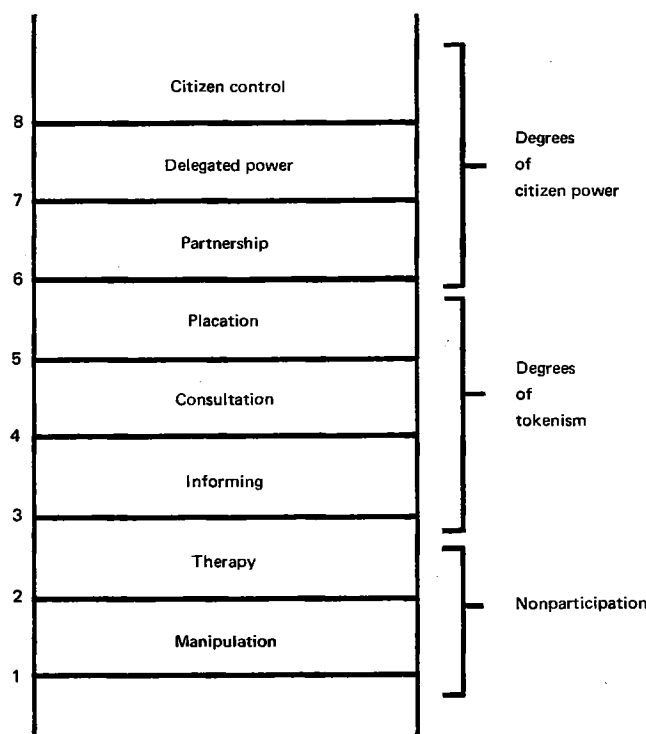 Citizen control
8
Delegated power
7
Partnership
6
Placation
5
Consultation
4
Informing
3
Therapy
2
Manipulation
1
Degrees
of
citizen power
Degrees
of
tokenism
Nonparticipation